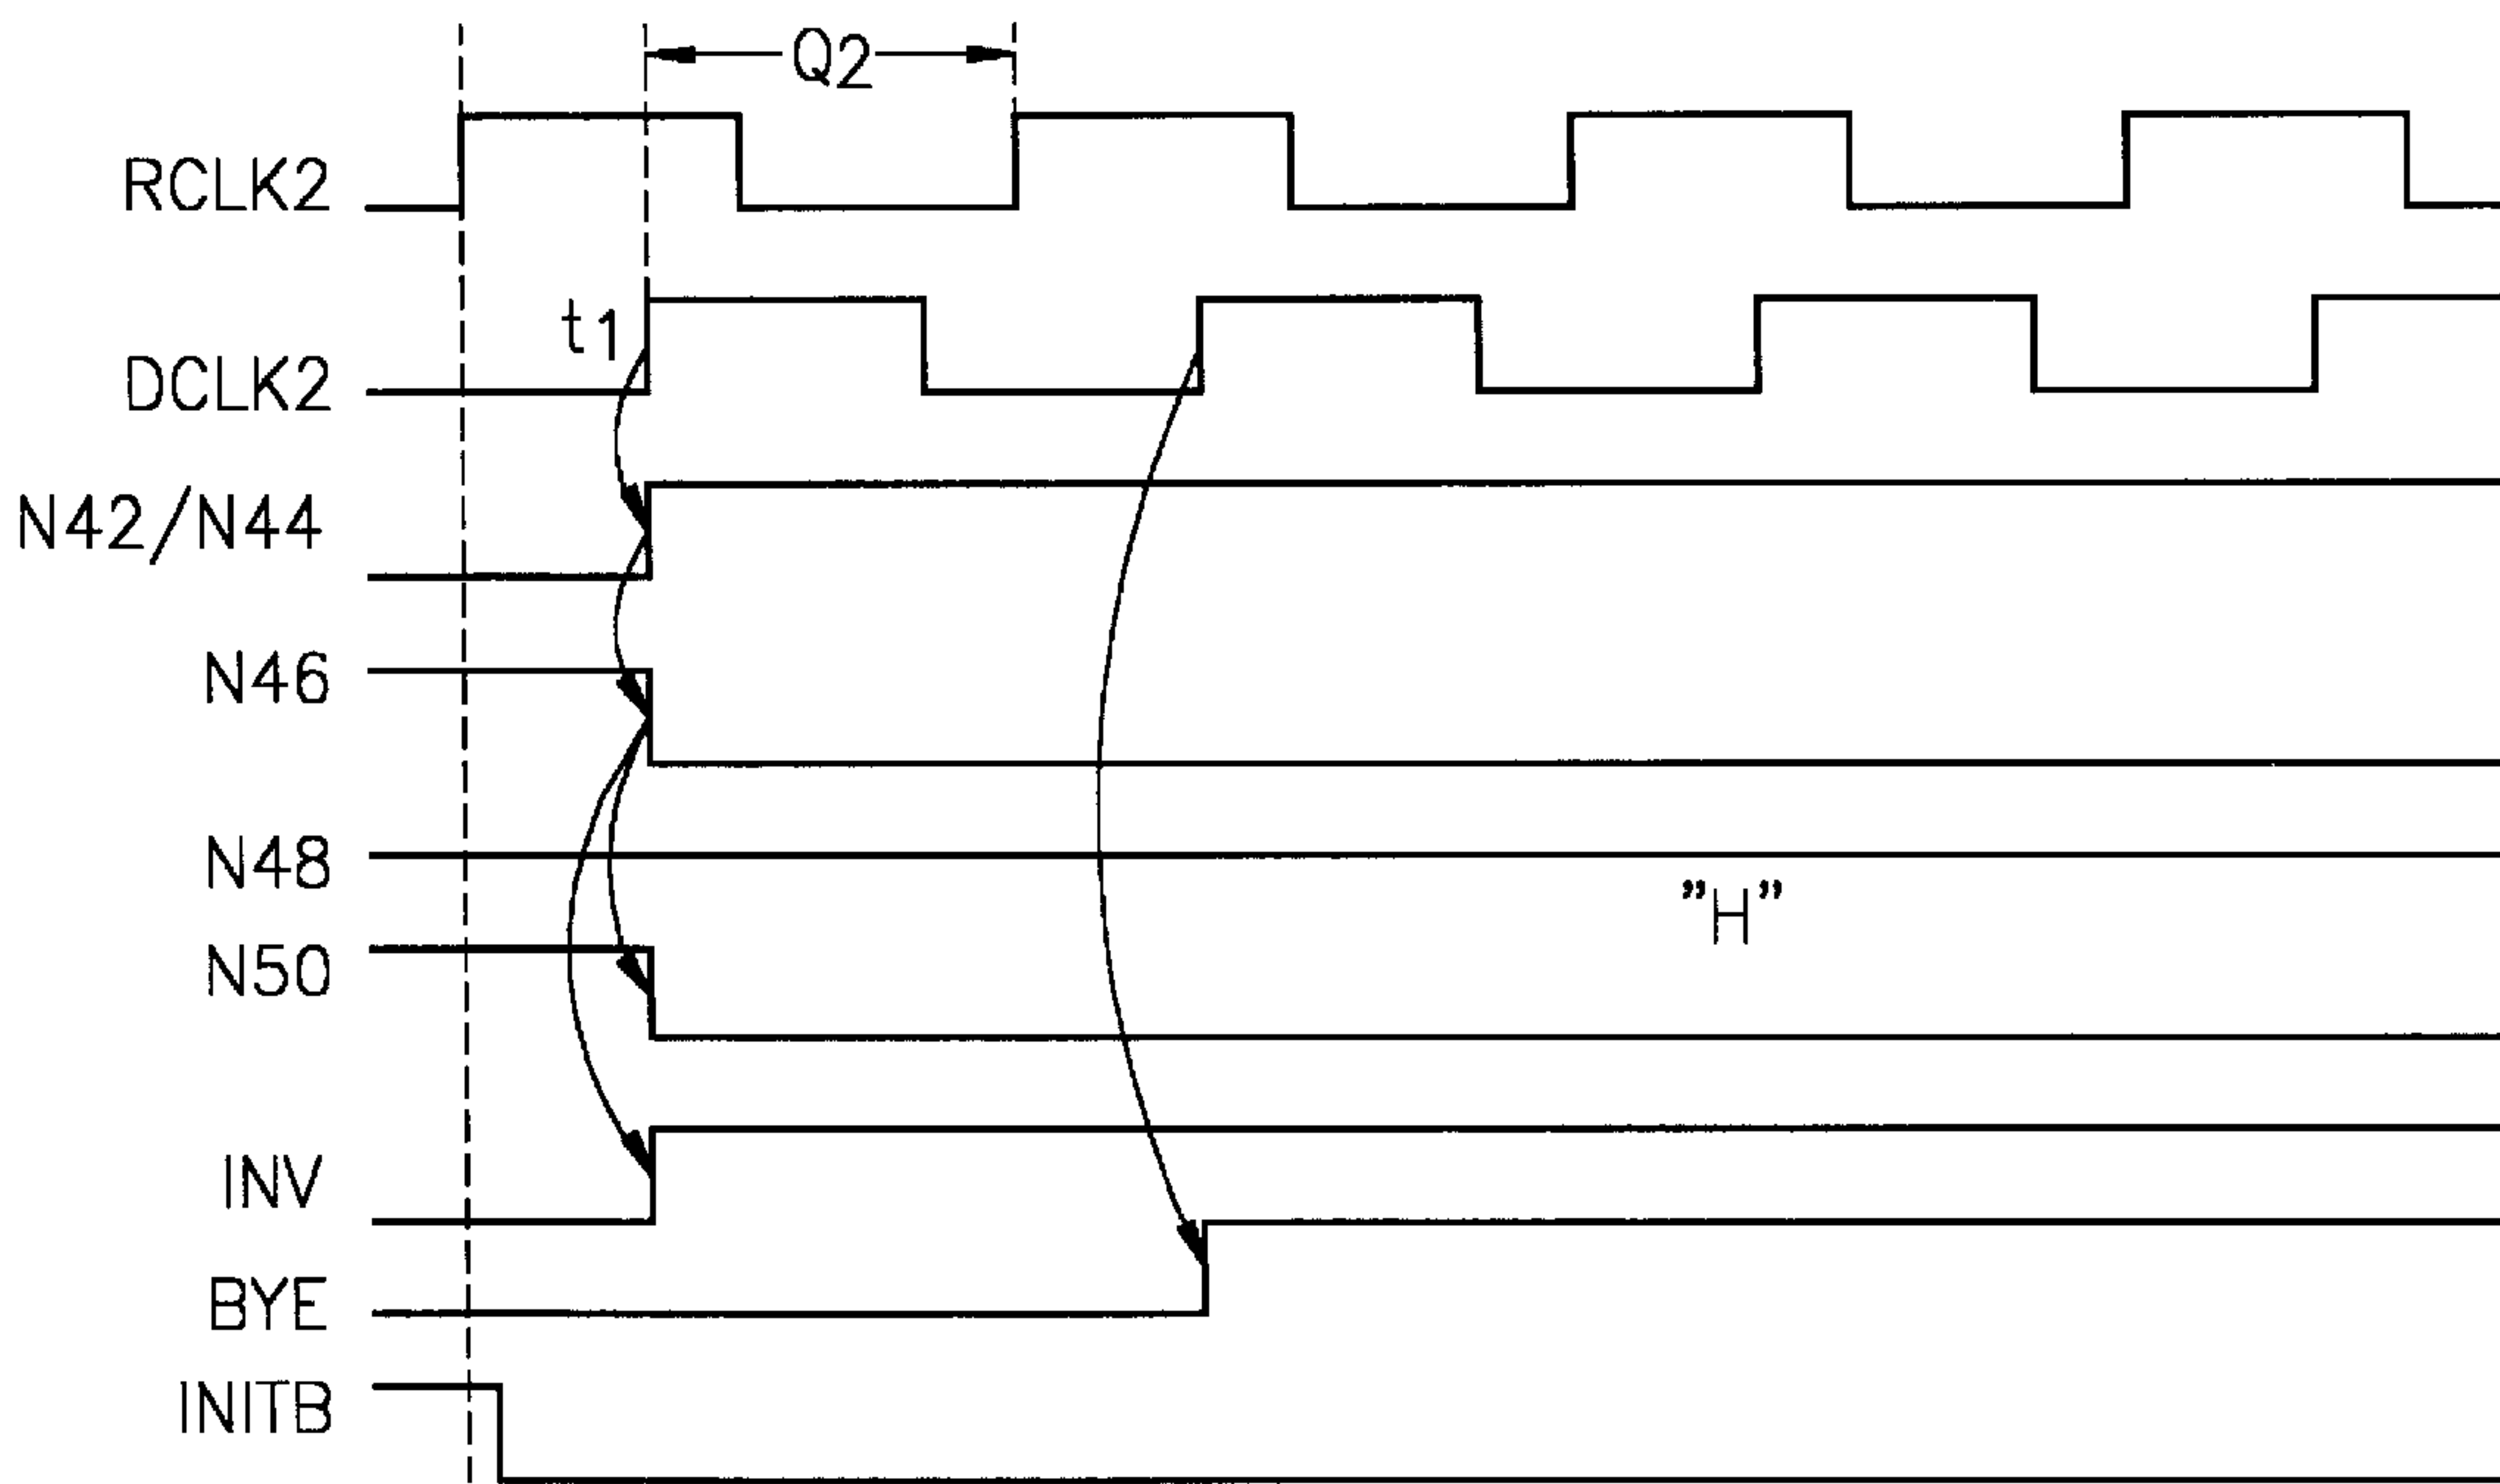 Q2
RCLK2
t1
DCLK2
N42/N44
N46
N48
"H"
N50
INV
BYE
INITB